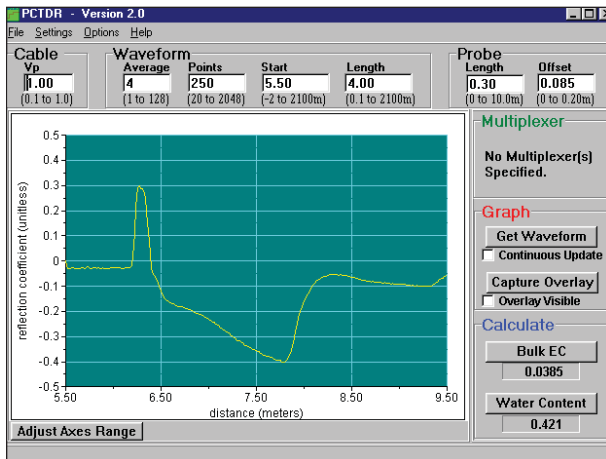 PCTDR - Version 2.0
File Settings Options Help
Cable
Vp
1.00
(0.1 to 1.0)
Waveform
Average Points Start Length
4 250 5.50 4.00
(1 to 128) (20 to 2048) (-2 to 2100m) (0.1 to 2100m)
Probe
Length Offset
0.30 0.085
(0 to 10.0m) (0 to 0.20m)
reflection coefficient (unitless)
0.5
0.4
0.3
0.2
0.1
0
-0.1
-0.2
-0.3
-0.4
-0.5
5.50 6.50 7.50 8.50 9.50
distance (meters)
Adjust Axes Range
Multiplexer
No Multiplexer(s)
Specified.
Graph
Get Waveform
Continuous Update
Capture Overlay
Overlay Visible
Calculate
Bulk EC
0.0385
Water Content
0.421